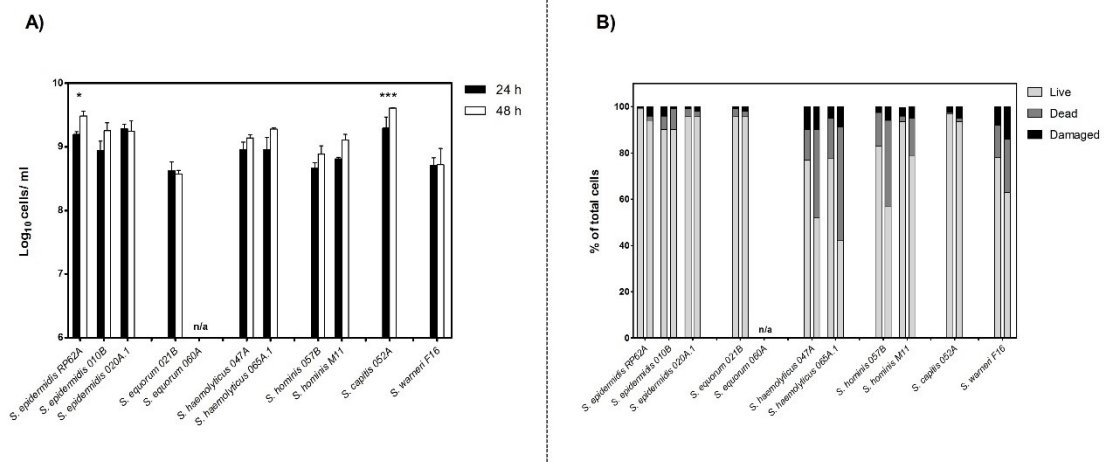 A)
Log10 cells/ ml
10
9
8
7
6
*
***
n/a
24 h
48 h
S. epidermidis RP62A
S. epidermidis 010B
S. epidermidis 020A.1
S. equorum 021B
S. equorum 060A
S. haemolyticus 047A
S. haemolyticus 065A.1
S. hominis 057B
S. hominis M11
S. capitis 052A
S. warneri F16
B)
% of total cells
100
80
60
40
20
0
n/a
Live
Dead
Damaged
S. epidermidis RP62A
S. epidermidis 010B
S. epidermidis 020A.1
S. equorum 021B
S. equorum 060A
S. haemolyticus 047A
S. haemolyticus 065A.1
S. hominis 057B
S. hominis M11
S. capitis 052A
S. warneri F16